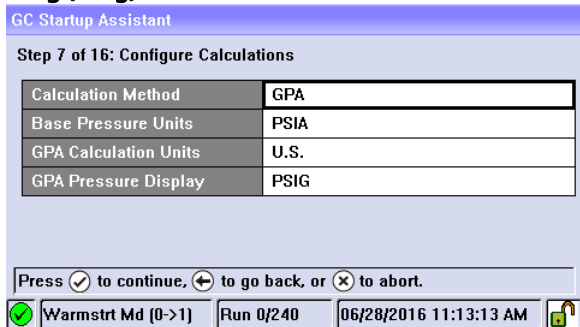 GC Startup Assistant
Step 7 of 16: Configure Calculations
Calculation Method GPA
Base Pressure Units PSIA
GPA Calculation Units U.S.
GPA Pressure Display PSIG
Press to continue, to go back, or to abort.
Warmstrt Md (0->1) Run 0/240 06/28/2016 11:13:13 AM